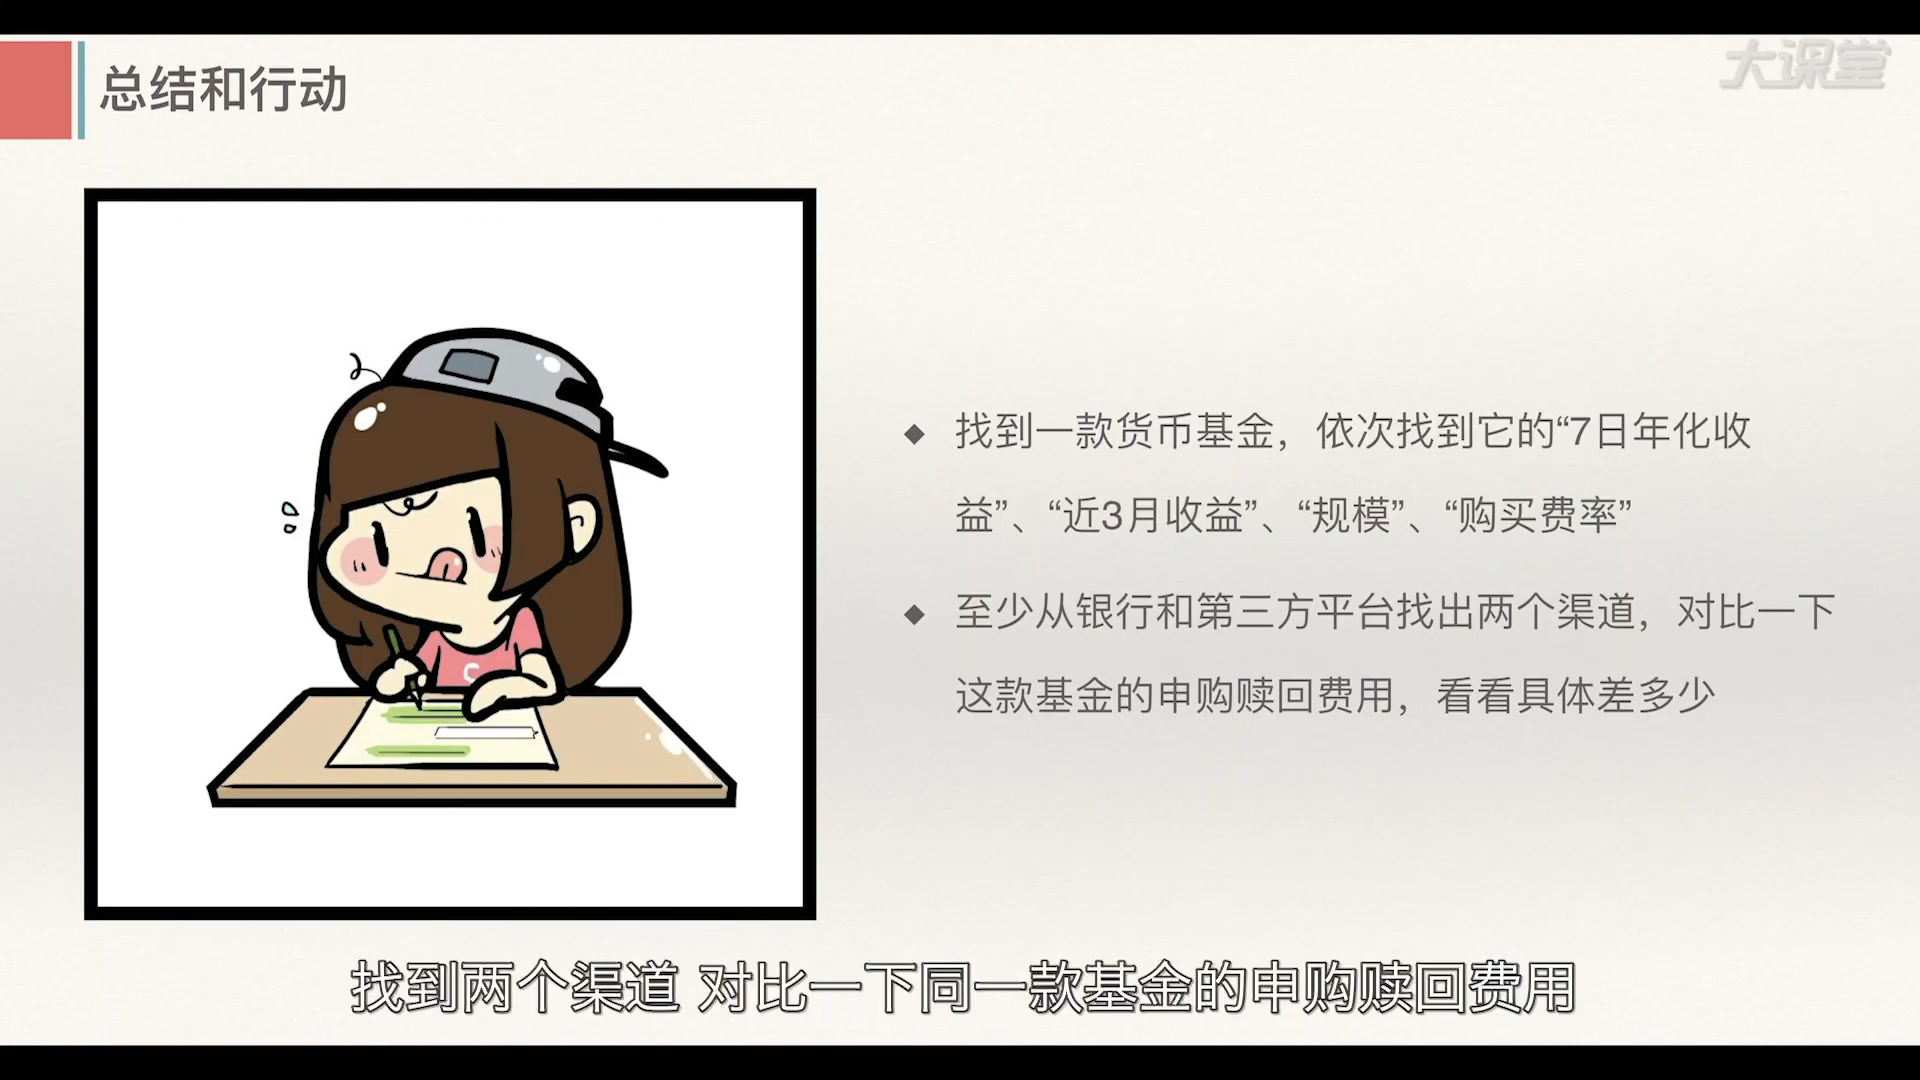 总结和行动
大课堂
找到一款货币基金，依次找到它的“7日年化收
益”、“近3月收益”、“规模”、“购买费率”
至少从银行和第三方平台找出两个渠道，对比一下
这款基金的申购赎回费用，看看具体差多少
C
找到两个渠道 对比一下同一款基金的申购赎回费用